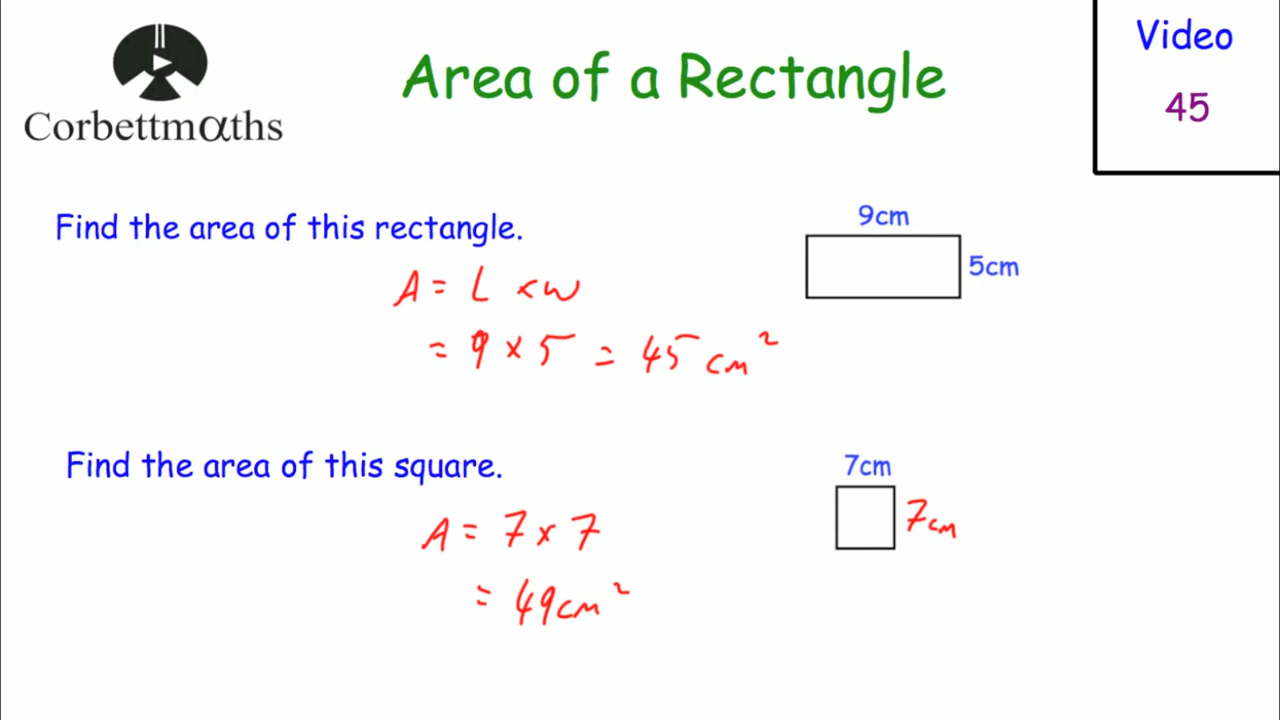 Corbettmαths
Area of a Rectangle
Video
45
Find the area of this rectangle.
9cm
5cm
A = L × w
= 9 × 5 = 45 cm²
Find the area of this square.
7cm
7cm
A = 7 × 7
= 49cm²